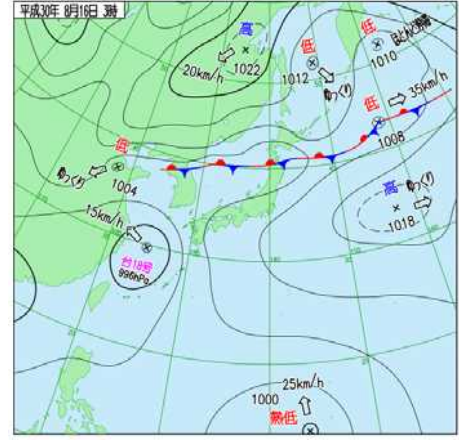 平成30年 8月16日 3時
高
1022
20km/h
低
1012
ゆっくり
低
1010
ほとんど停滞
低
1008
35km/h
低
1004
ゆっくり
高
1018
ゆっくり
15km/h
台18号
996hPa
熱低
1000
25km/h